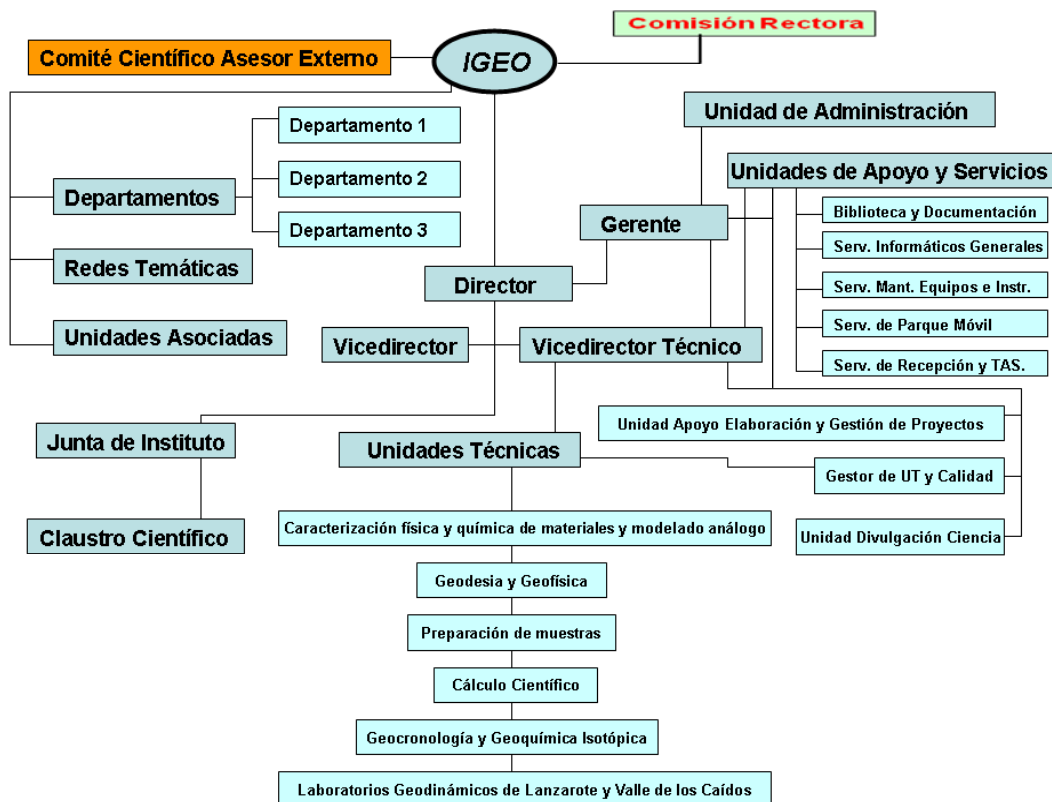 Comisión Rectora
Comité Científico Asesor Externo
IGEO
Unidad de Administración
Departamento 1
Unidades de Apoyo y Servicios
Departamentos
Departamento 2
Biblioteca y Documentación
Departamento 3
Gerente
Serv. Informáticos Generales
Redes Temáticas
Director
Serv. Mant. Equipos e Instr.
Unidades Asociadas
Vicedirector
Vicedirector Técnico
Serv. de Parque Móvil
Serv. de Recepción y TAS.
Junta de Instituto
Unidades Técnicas
Unidad Apoyo Elaboración y Gestión de Proyectos
Gestor de UT y Calidad
Claustro Científico
Caracterización física y química de materiales y modelado análogo
Unidad Divulgación Ciencia
Geodesia y Geofísica
Preparación de muestras
Cálculo Científico
Geocronología y Geoquímica Isotópica
Laboratorios Geodinámicos de Lanzarote y Valle de los Caídos